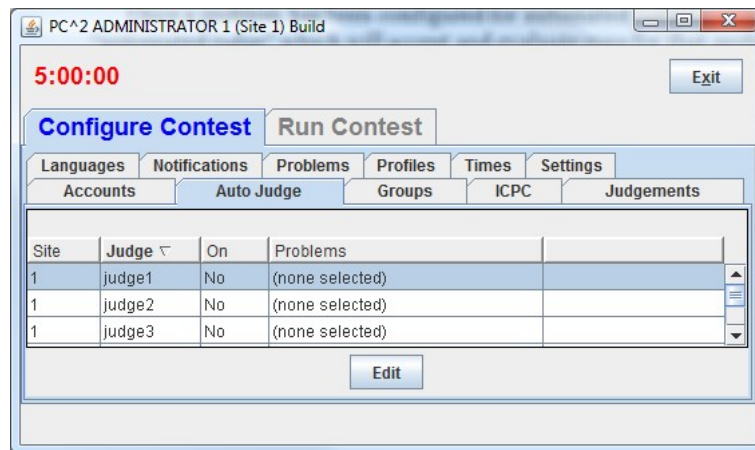 PC^2 ADMINISTRATOR 1 (Site 1) Build
5:00:00 Exit
Configure Contest Run Contest
Languages Notifications Problems Profiles Times Settings
Accounts Auto Judge Groups ICPC Judgements
Site Judge On Problems
1 judge1 No (none selected)
1 judge2 No (none selected)
1 judge3 No (none selected)
Edit